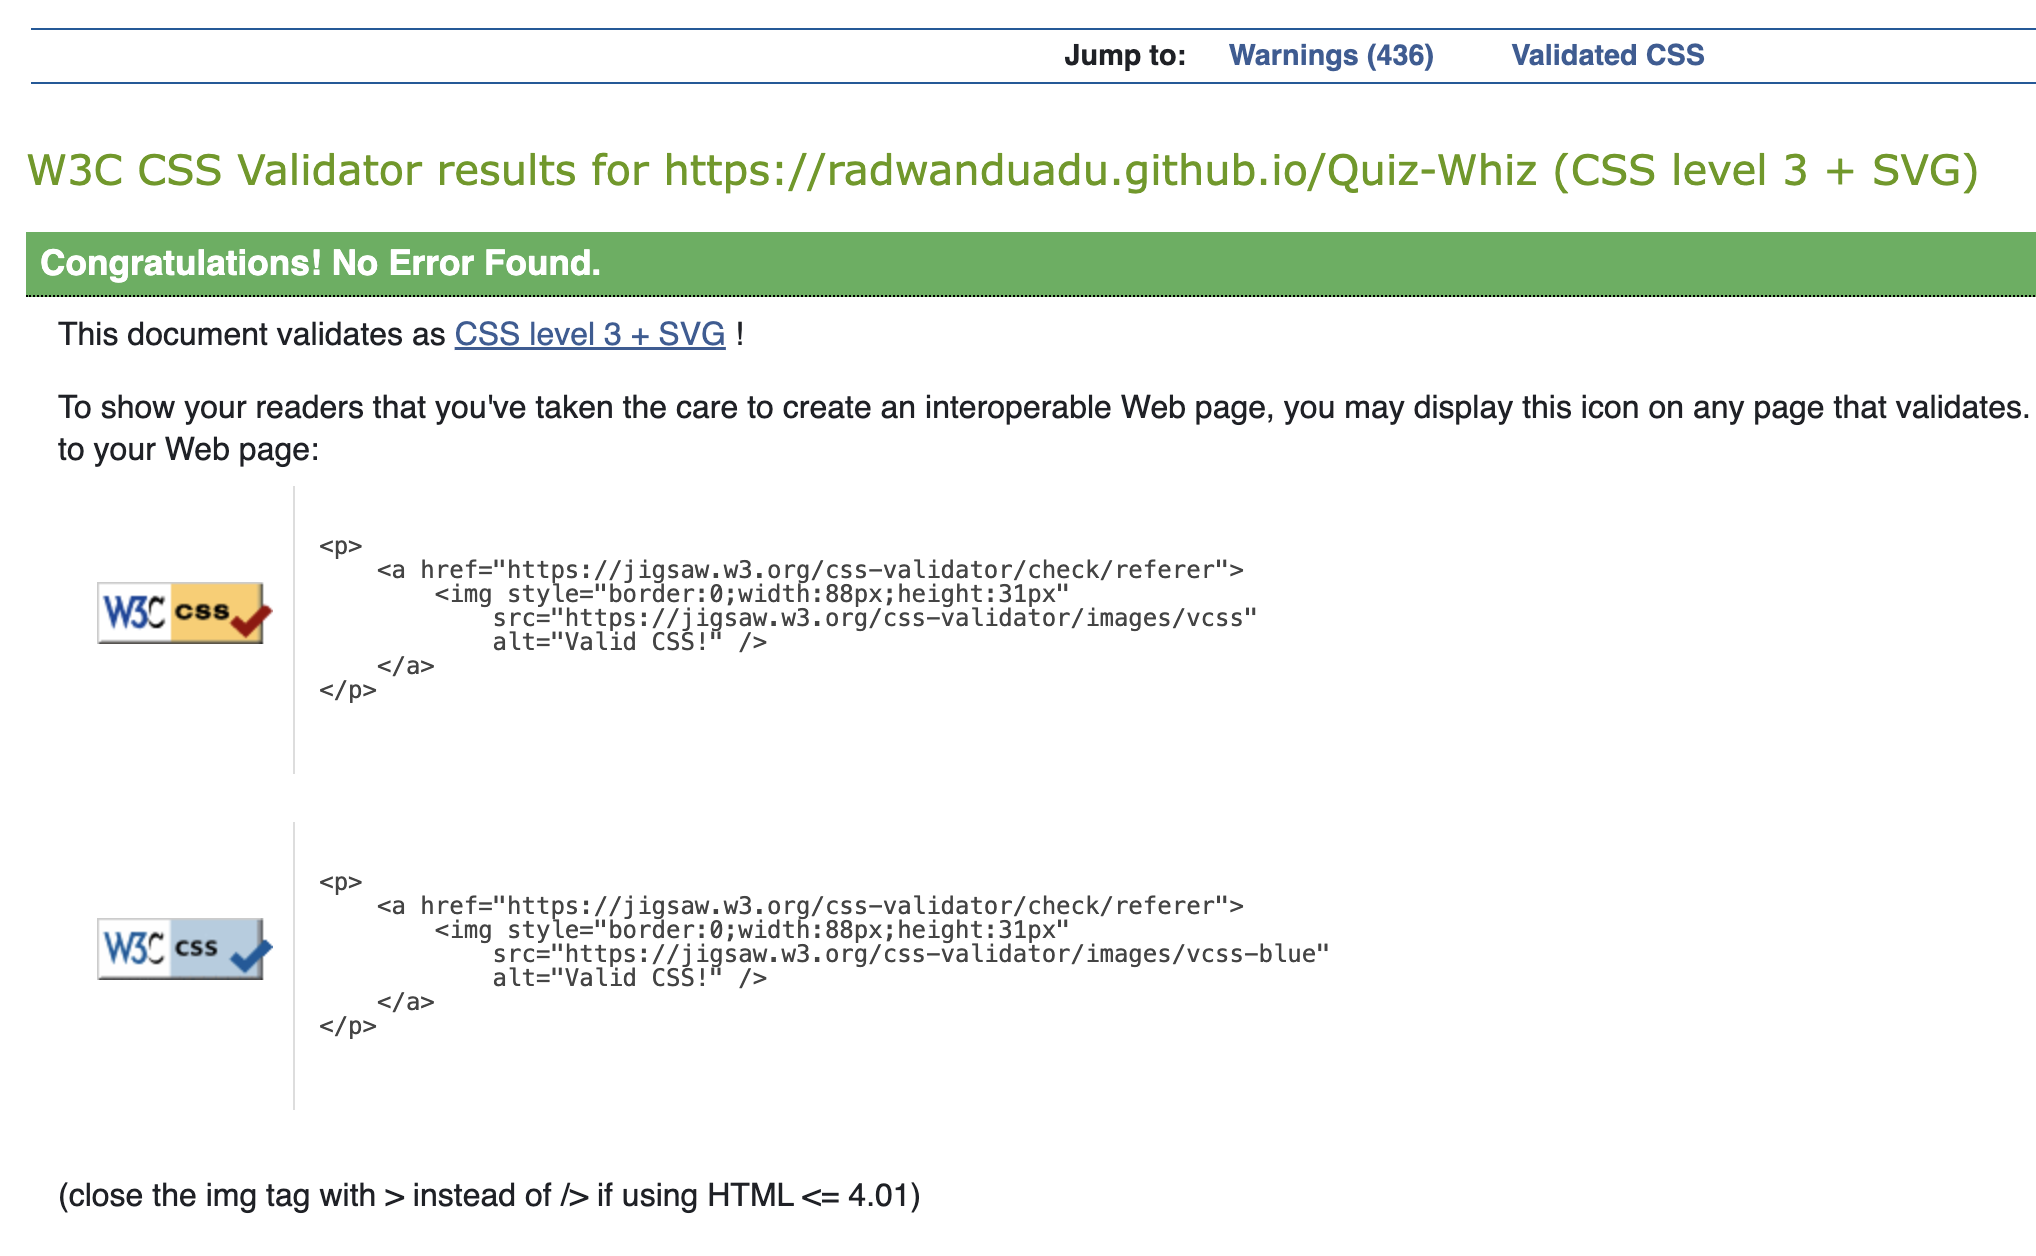 Jump to: Warnings (436) Validated CSS
W3C CSS Validator results for https://radwanduadu.github.io/Quiz-Whiz (CSS level 3 + SVG)
Congratulations! No Error Found.
This document validates as CSS level 3 + SVG !
To show your readers that you've taken the care to create an interoperable Web page, you may display this icon on any page that validates.
to your Web page:
<p>
<a href="https://jigsaw.w3.org/css-validator/check/referer">
<img style="border:0;width:88px;height:31px"
W3C css
src="https://jigsaw.w3.org/css-validator/images/vcss"
alt="Valid CSS!" />
</a>
</p>
<p>
<a href="https://jigsaw.w3.org/css-validator/check/referer">
<img style="border:0;width:88px;height:31px"
W3C css
src="https://jigsaw.w3.org/css-validator/images/vcss-blue"
alt="Valid CSS!" />
</a>
</p>
(close the img tag with > instead of /> if using HTML <= 4.01)